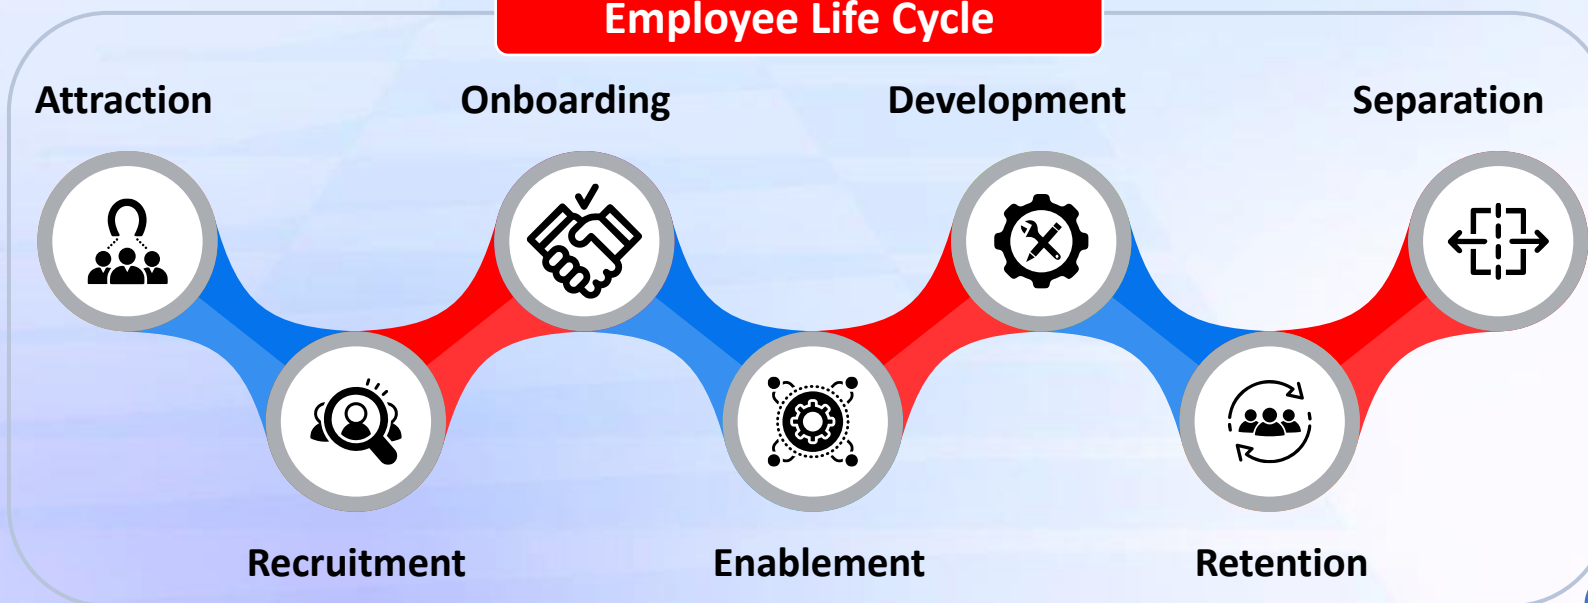 Employee Life Cycle
Attraction
Onboarding
Development
Separation
Recruitment
Enablement
Retention